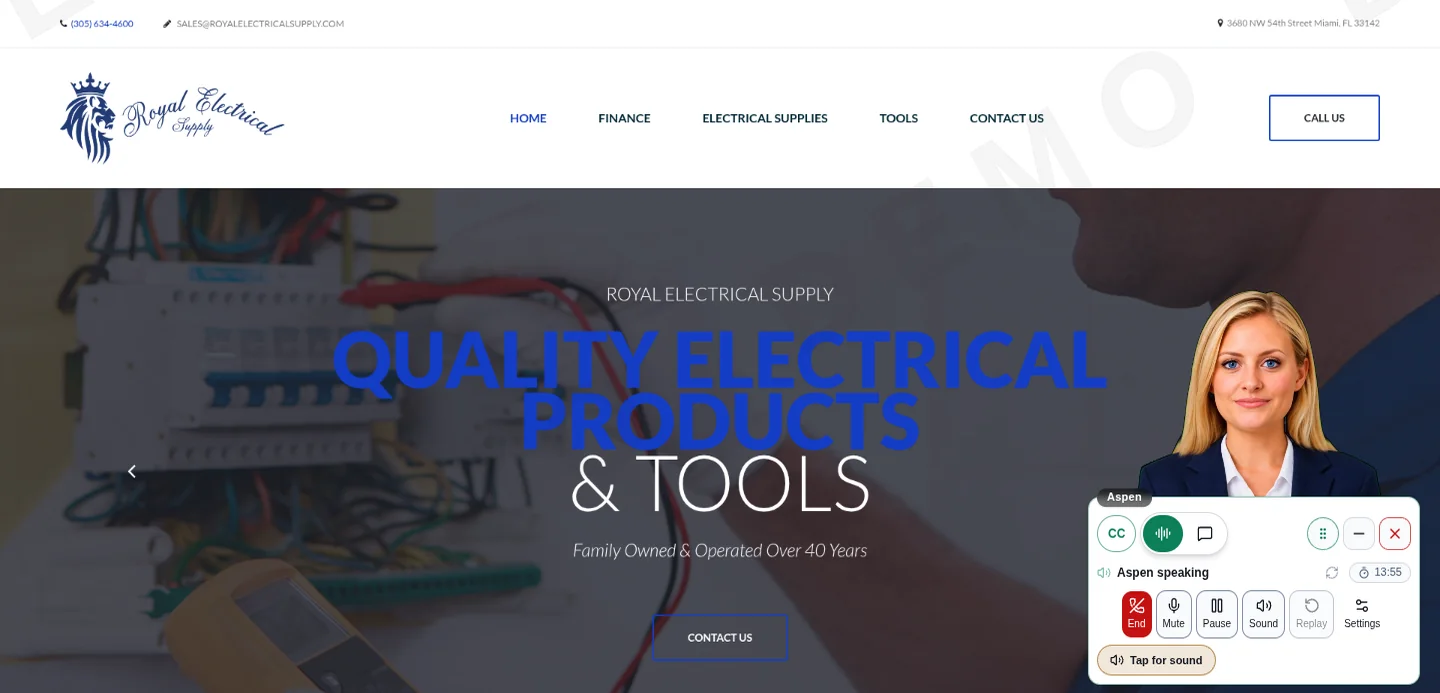 (305) 634-4600
SALES@ROYALELECTRICALSUPPLY.COM
3680 NW 54th Street Miami, FL 33142
Royal Electrical
Supply
HOME
FINANCE
ELECTRICAL SUPPLIES
TOOLS
CONTACT US
CALL US
ROYAL ELECTRICAL SUPPLY
QUALITY ELECTRICAL
PRODUCTS
& TOOLS
Family Owned & Operated Over 40 Years
CONTACT US
Aspen
CC
Aspen speaking
13:55
End
Mute
Pause
Sound
Replay
Settings
Tap for sound